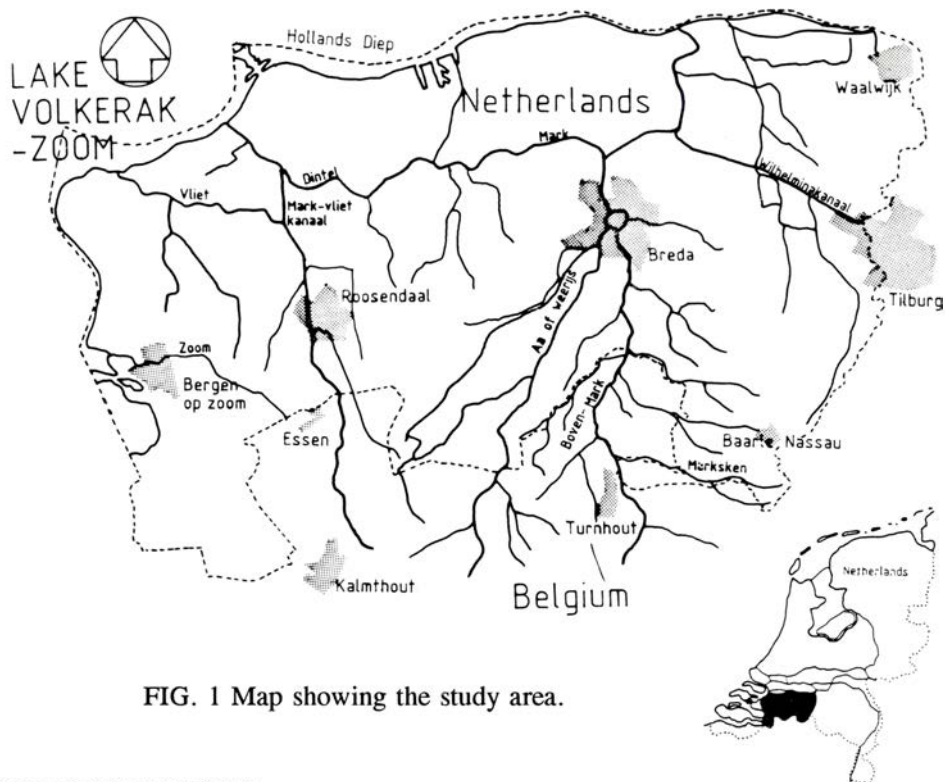 Hollands Diep
LAKE
VOLKERAK
-ZOOM
Netherlands
Waalwijk
Mark
Dintel
Wilhelminakanaal
Vliet
Mark-vliet
kanaal
Breda
Tilburg
Roosendaal
Aa of weerijs
Zoom
Bergen
op zoom
Boven-Mark
Essen
Baarle Nassau
Marksken
Turnhout
Kalmthout
Belgium
Netherlands
FIG. 1 Map showing the study area.